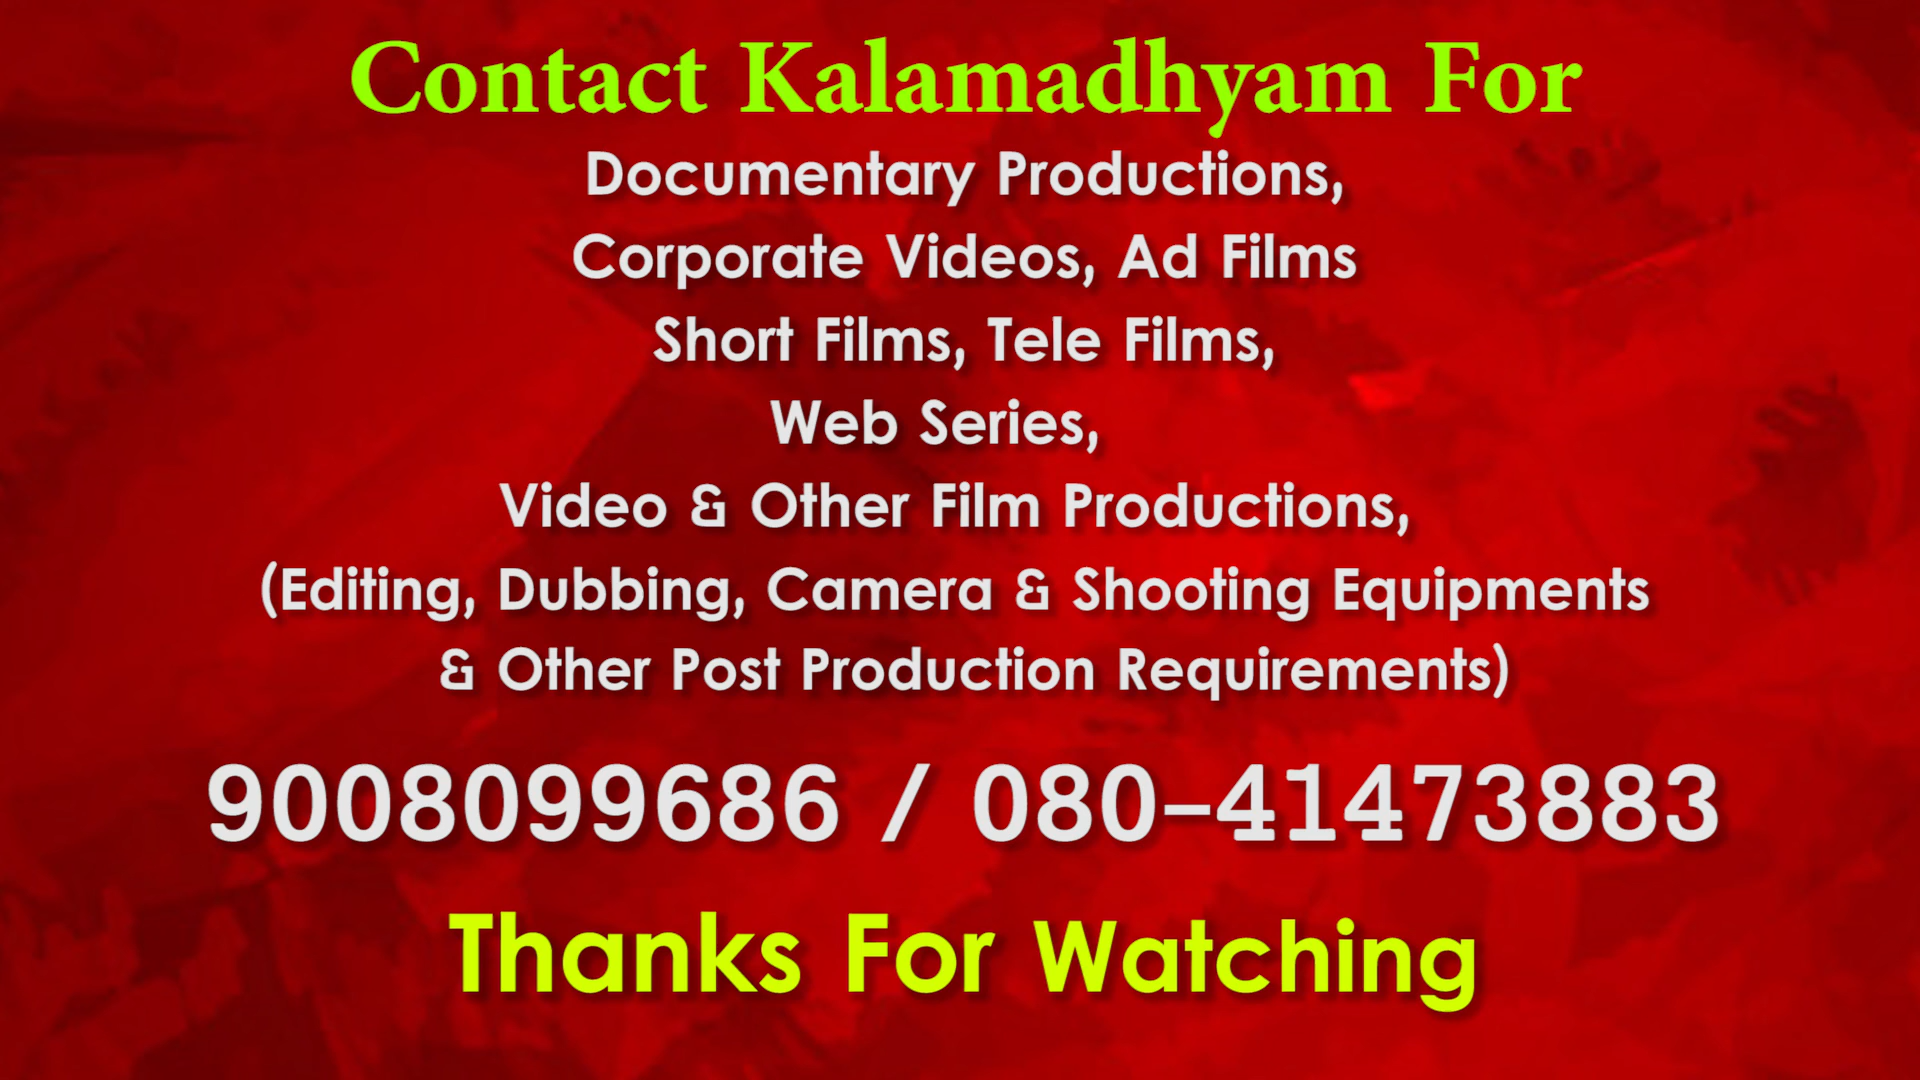 Contact Kalamadhyam For
Documentary Productions,
Corporate Videos, Ad Films
Short Films, Tele Films,
Web Series,
Video & Other Film Productions,
(Editing, Dubbing, Camera & Shooting Equipments
& Other Post Production Requirements)
9008099686 / 080-41473883
Thanks For Watching